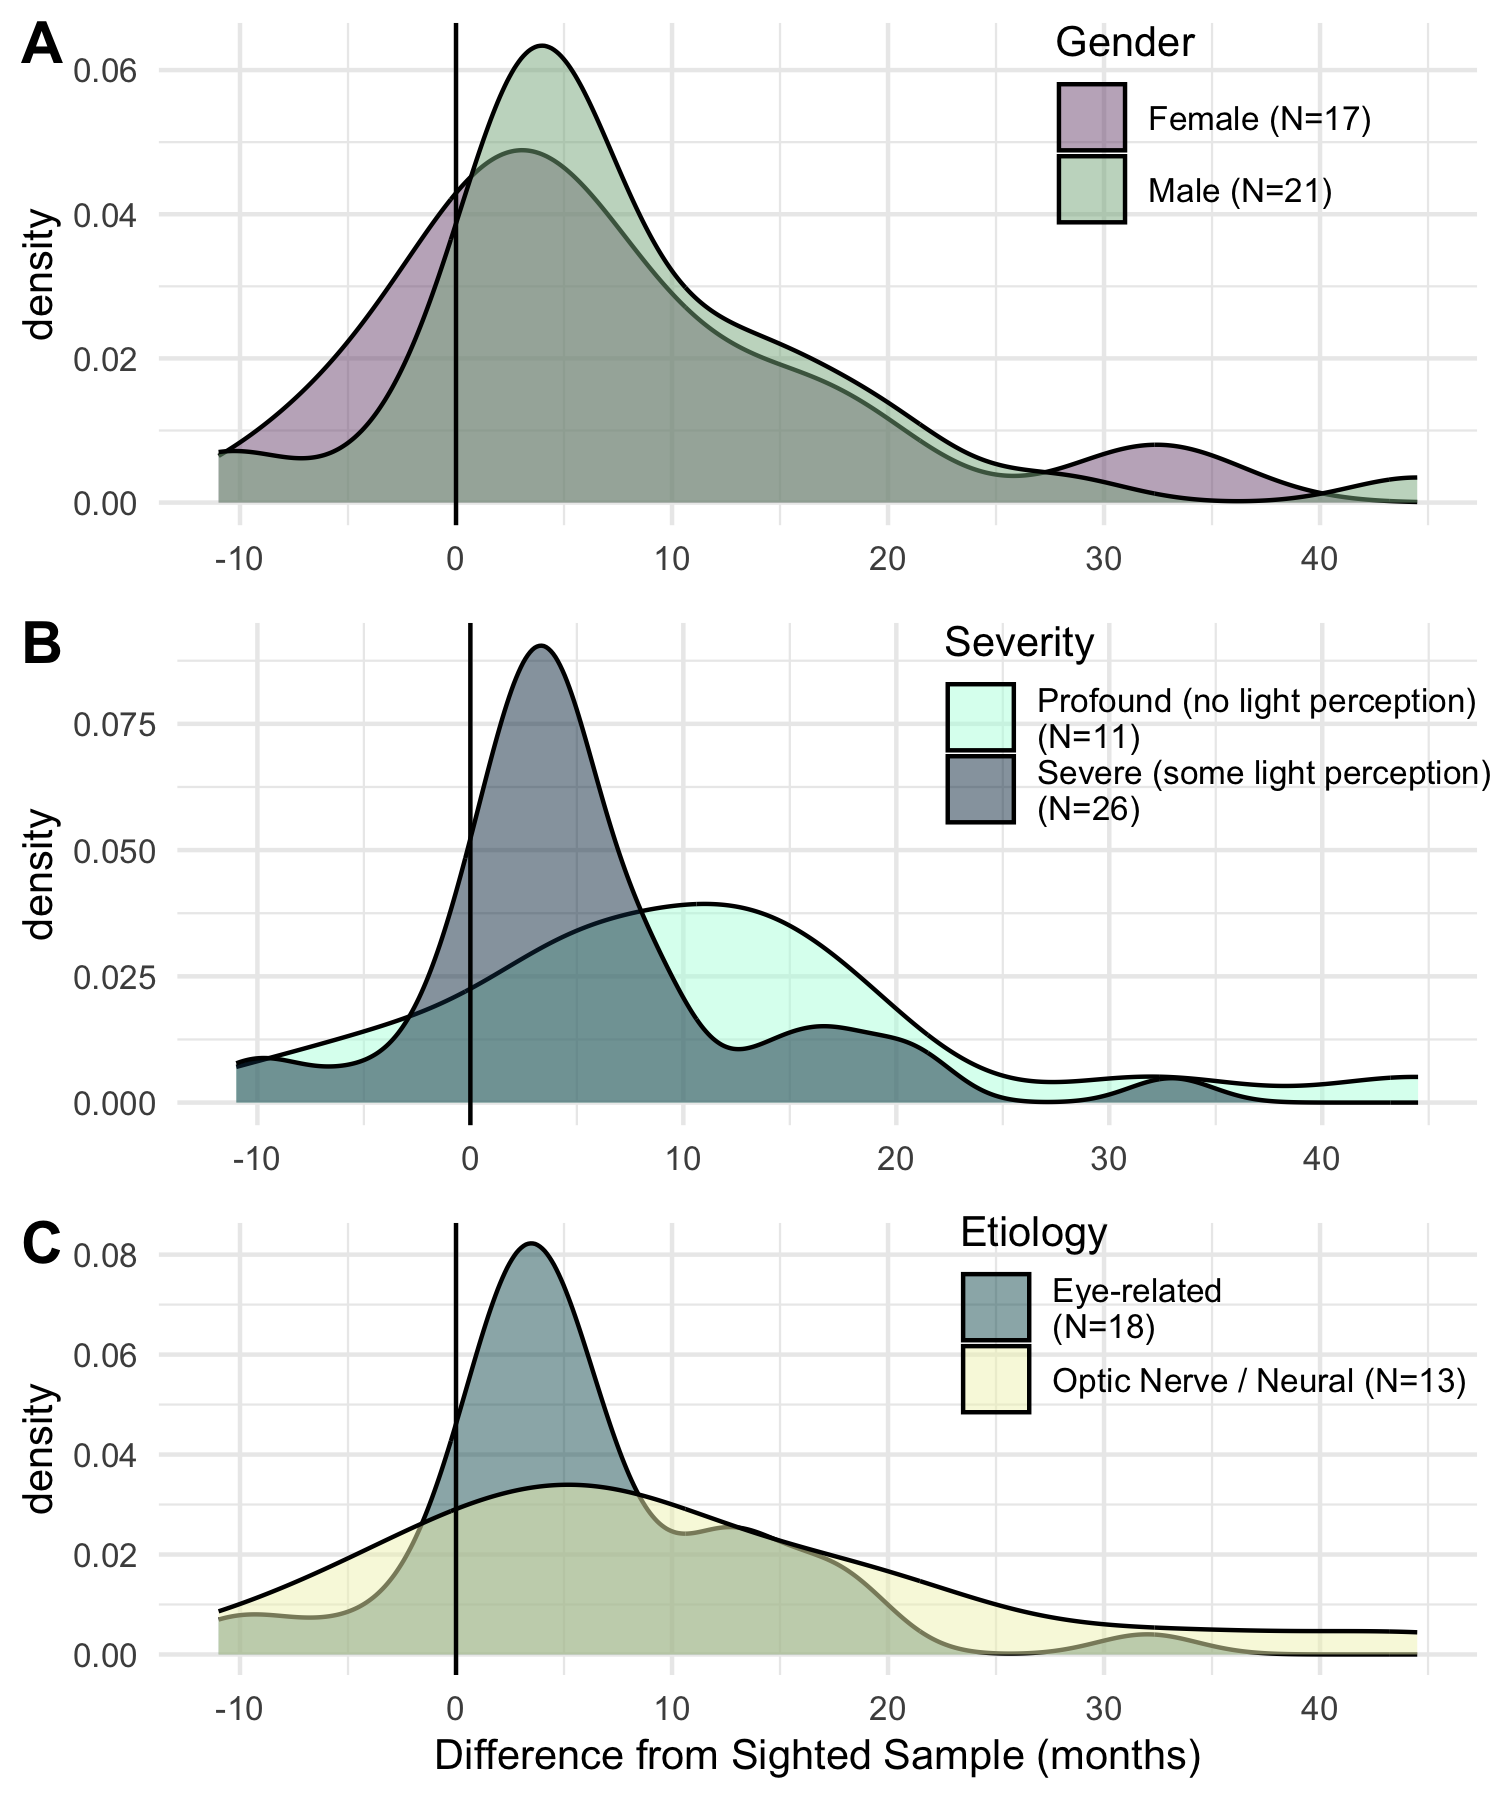 A
Gender
Female (N=17)
Male (N=21)
density
0.06
0.04
0.02
0.00
-10 0 10 20 30 40
B
Severity
Profound (no light perception)
(N=11)
Severe (some light perception)
(N=26)
density
0.075
0.050
0.025
0.000
-10 0 10 20 30 40
C
Etiology
Eye-related
(N=18)
Optic Nerve / Neural (N=13)
density
0.08
0.06
0.04
0.02
0.00
-10 0 10 20 30 40
Difference from Sighted Sample (months)